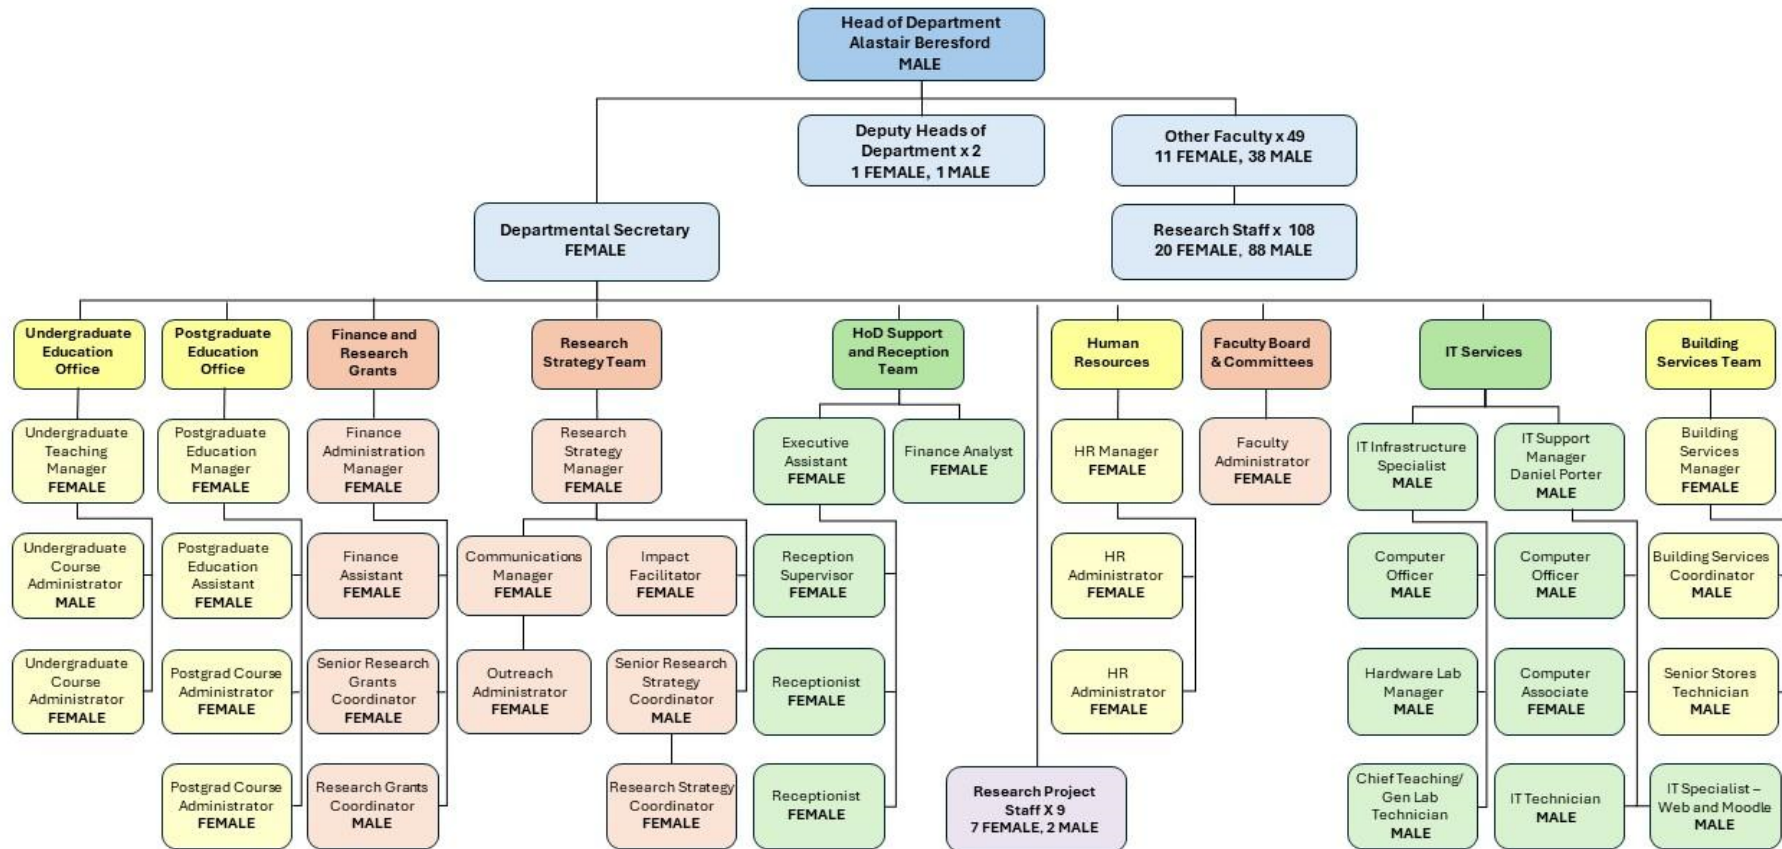 Head of Department
Alastair Beresford
MALE
Deputy Heads of
Department x 2
1 FEMALE, 1 MALE
Other Faculty x 49
11 FEMALE, 38 MALE
Departmental Secretary
FEMALE
Research Staff x 108
20 FEMALE, 88 MALE
Undergraduate
Education
Office
Postgraduate
Education
Office
Finance and
Research
Grants
Research
Strategy Team
HoD Support
and Reception
Team
Human
Resources
Faculty Board
& Committees
IT Services
Building
Services Team
Undergraduate
Teaching
Manager
FEMALE
Postgraduate
Education
Manager
FEMALE
Finance
Administration
Manager
FEMALE
Research
Strategy
Manager
FEMALE
Executive
Assistant
FEMALE
Finance Analyst
FEMALE
HR Manager
FEMALE
Faculty
Administrator
FEMALE
IT Infrastructure
Specialist
MALE
IT Support
Manager
Daniel Porter
MALE
Building
Services
Manager
FEMALE
Undergraduate
Course
Administrator
MALE
Postgraduate
Education
Assistant
FEMALE
Finance
Assistant
FEMALE
Communications
Manager
FEMALE
Impact
Facilitator
FEMALE
Reception
Supervisor
FEMALE
HR
Administrator
FEMALE
Computer
Officer
MALE
Computer
Officer
MALE
Building Services
Coordinator
MALE
Undergraduate
Course
Administrator
FEMALE
Postgrad Course
Administrator
FEMALE
Senior Research
Grants
Coordinator
FEMALE
Outreach
Administrator
FEMALE
Senior Research
Strategy
Coordinator
MALE
Receptionist
FEMALE
HR
Administrator
FEMALE
Hardware Lab
Manager
MALE
Computer
Associate
FEMALE
Senior Stores
Technician
MALE
Postgrad Course
Administrator
FEMALE
Research Grants
Coordinator
MALE
Research Strategy
Coordinator
FEMALE
Receptionist
FEMALE
Research Project
Staff X 9
7 FEMALE, 2 MALE
Chief Teaching/
Gen Lab
Technician
MALE
IT Technician
MALE
IT Specialist –
Web and Moodle
MALE